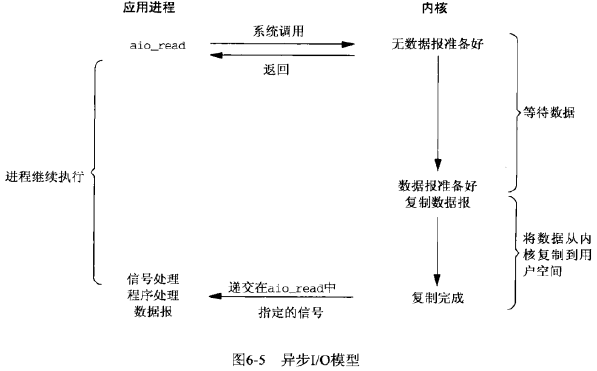 应用进程
内核
aio_read
系统调用
无数据报准备好
返回
等待数据
进程继续执行
数据报准备好
复制数据报
将数据从内
核复制到用
户空间
信号处理
程序处理
数据报
递交在aio_read中
指定的信号
复制完成
图6-5 异步I/O模型